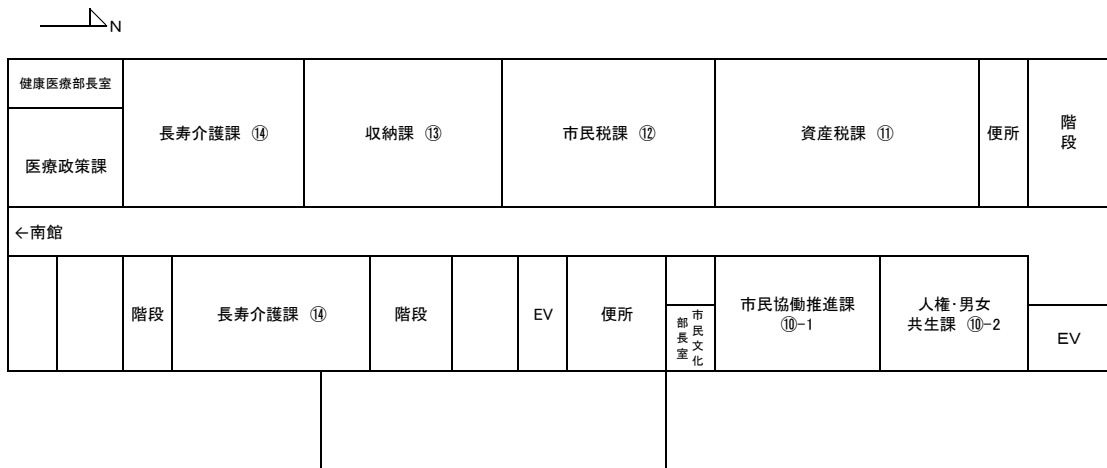 N
健康医療部長室
医療政策課
長寿介護課 ⑭
収納課 ⑬
市民税課 ⑫
資産税課 ⑪
便所
階段
←南館
階段
長寿介護課 ⑭
階段
EV
便所
市民文化
部長室
市民協働推進課
⑩-1
人権・男女
共生課 ⑩-2
EV